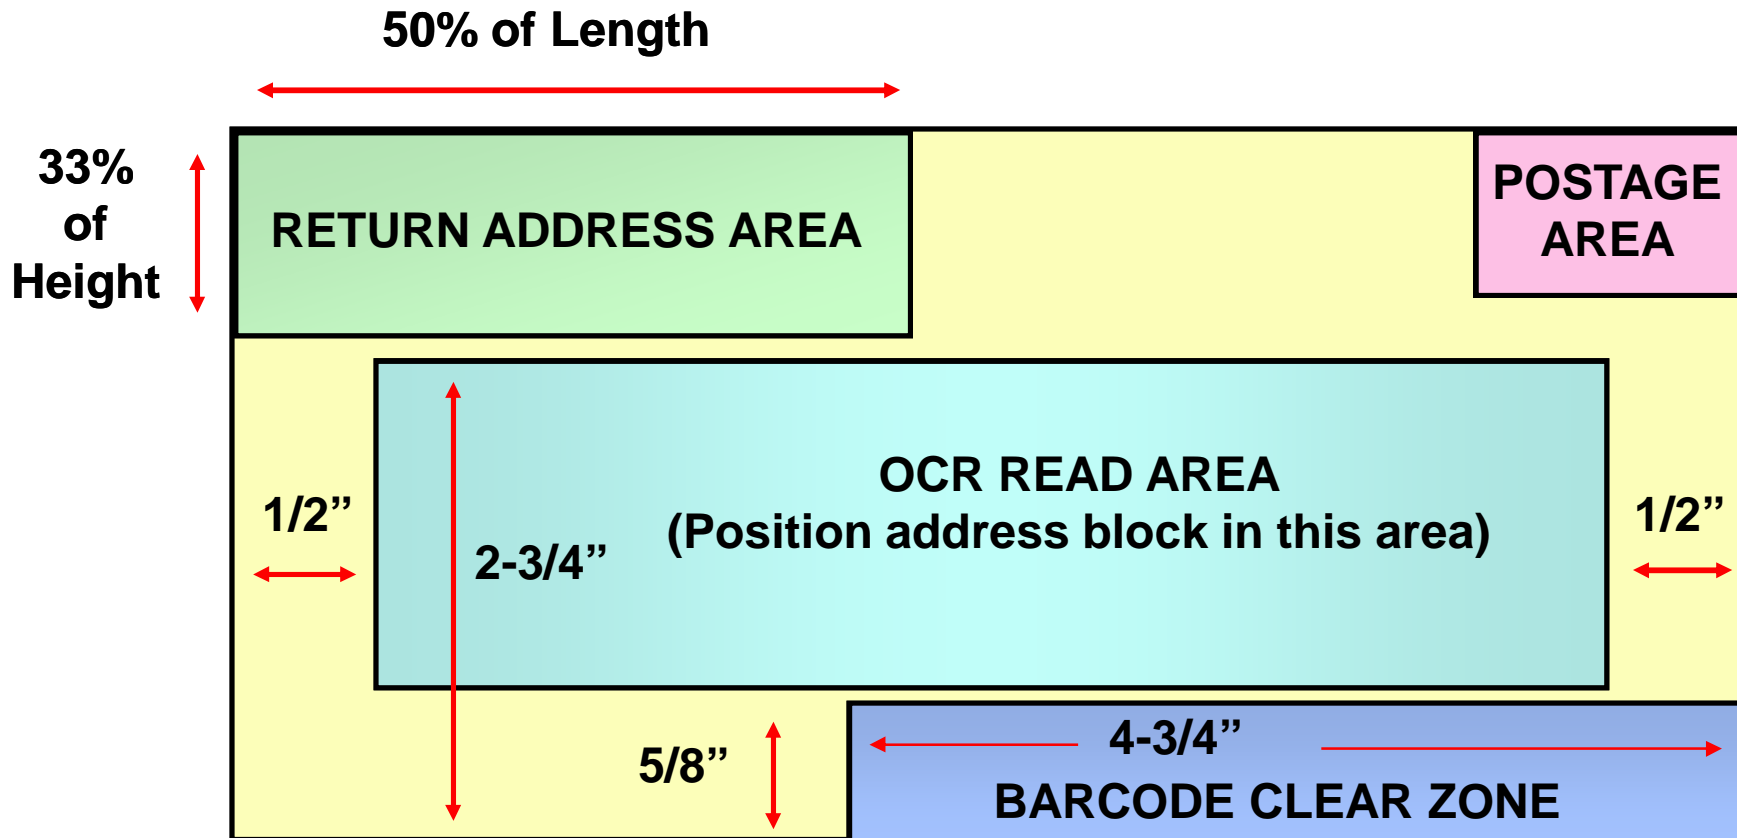 50% of Length
33%
of
Height
RETURN ADDRESS AREA
POSTAGE
AREA
OCR READ AREA
(Position address block in this area)
1/2”
2-3/4”
1/2”
5/8”
4-3/4”
BARCODE CLEAR ZONE